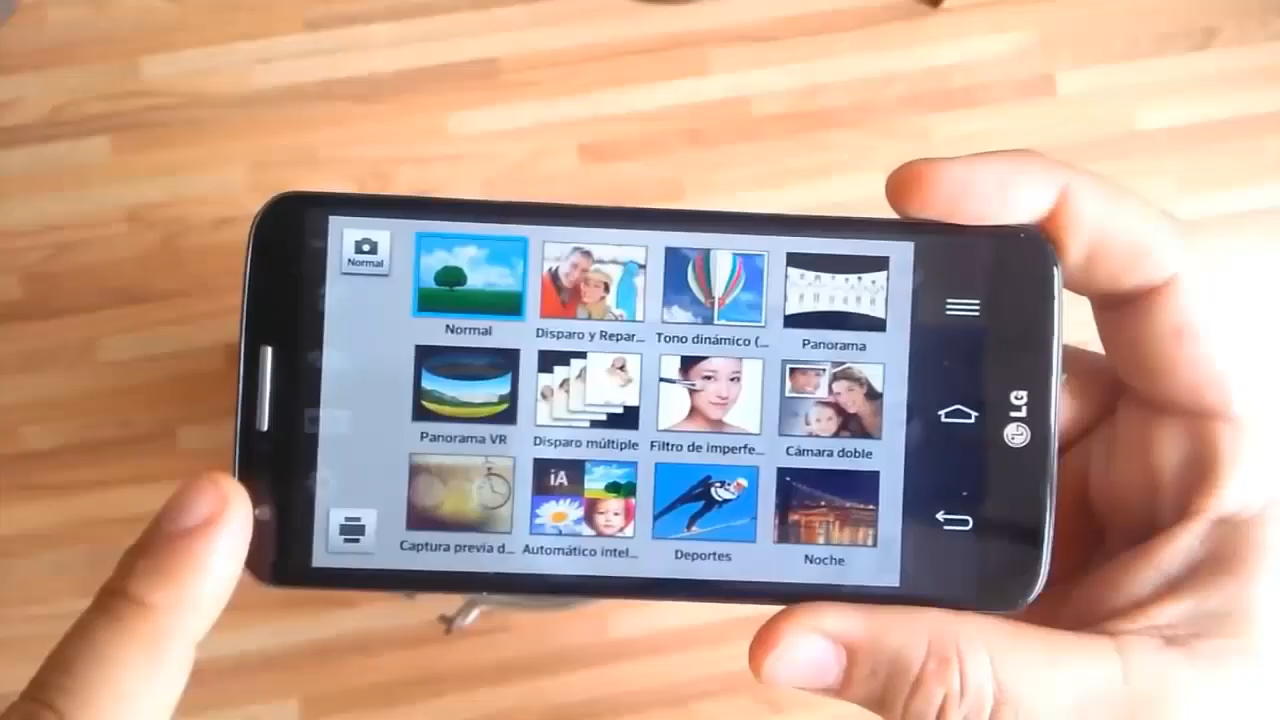 Normal
Normal
Disparo y Repar...
Tono dinámico (...
Panorama
Panorama VR
Disparo múltiple
Filtro de imperfe...
Cámara doble
iA
Captura previa d...
Automático intel...
Deportes
Noche
LG